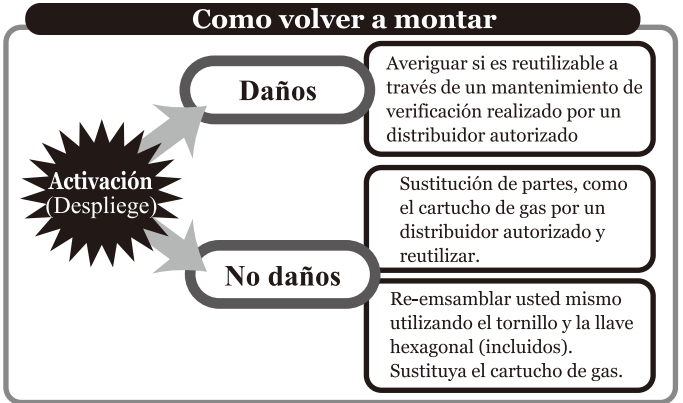 Como volver a montar
Activación
(Despliege)
Daños
Averiguar si es reutilizable a
través de un mantenimiento de
verificación realizado por un
distribuidor autorizado
No daños
Sustitución de partes, como
el cartucho de gas por un
distribuidor autorizado y
reutilizar.
Re-emsamblar usted mismo
utilizando el tornillo y la llave
hexagonal (incluidos).
Sustituya el cartucho de gas.